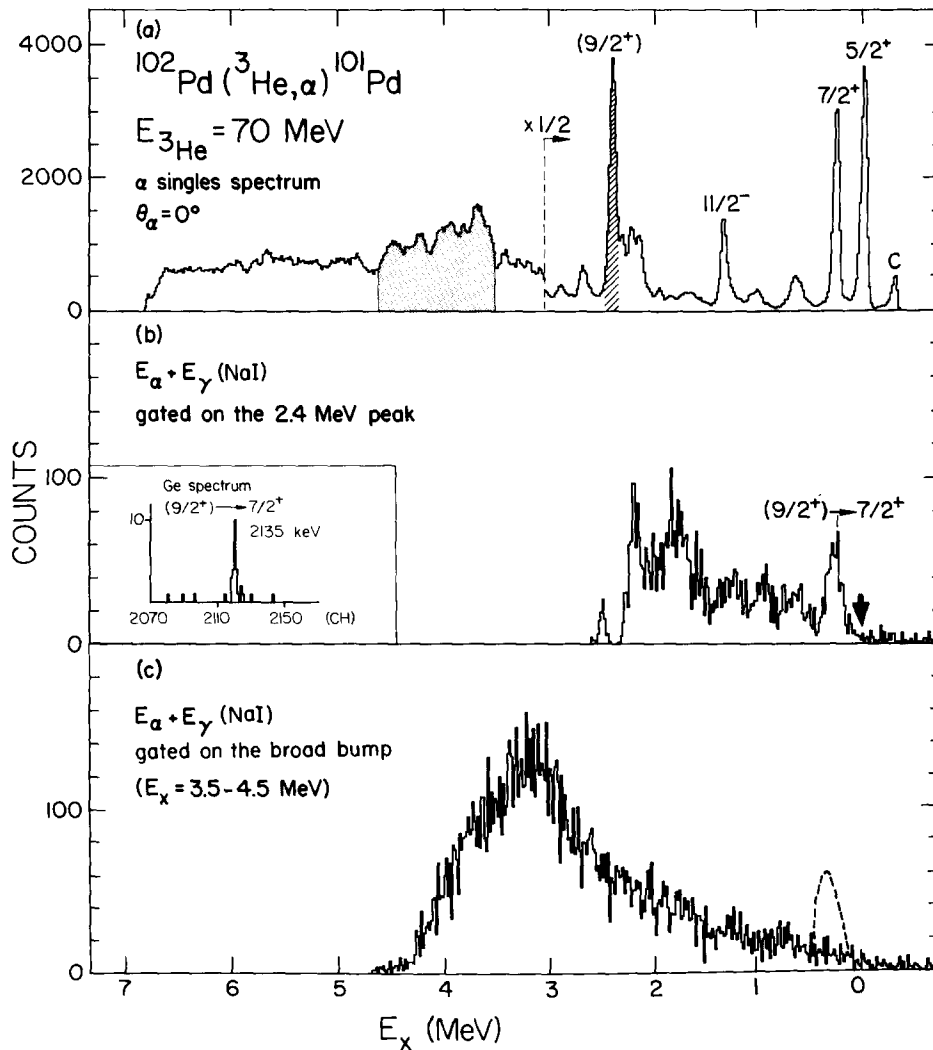 (a)
¹⁰²Pd (³He,α) ¹⁰¹Pd
E₃He = 70 MeV
α singles spectrum
θα = 0°
x 1/2
(9/2⁺)
11/2⁻
7/2⁺
5/2⁺
C
4000
2000
0
(b)
Eα + Eγ (NaI)
gated on the 2.4 MeV peak
Ge spectrum
(9/2⁺) → 7/2⁺
2135 keV
10
2070 2110 2150 (CH)
(9/2⁺) → 7/2⁺
100
0
COUNTS
(c)
Eα + Eγ (NaI)
gated on the broad bump
(Eₓ = 3.5 - 4.5 MeV)
100
0
7 6 5 4 3 2 1 0
Eₓ (MeV)